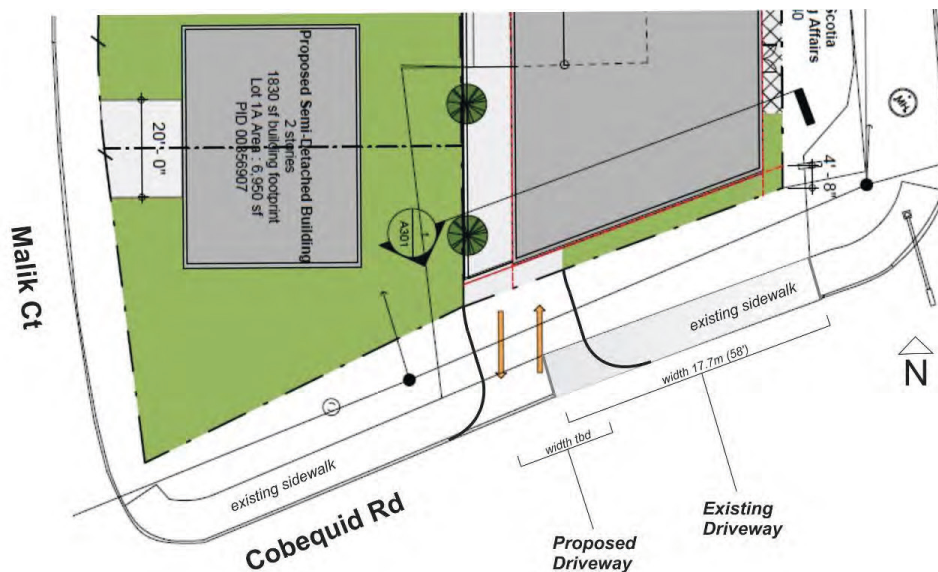 Scotia
g Affairs
Proposed Semi-Detached Building
2 stories
1830 sf building footprint
Lot 1A Area : 6,950 sf
PID 00856907
20'- 0"
4' - 8"
MH
1
A301
Malik Ct
existing sidewalk
width 17.7m (58')
N
width tbd
existing sidewalk
Cobequid Rd
Existing
Driveway
Proposed
Driveway